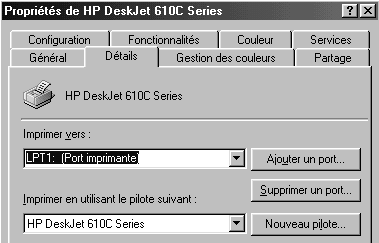 Propriétés de HP DeskJet 610C Series
Configuration Fonctionnalités Couleur Services
Général Détails Gestion des couleurs Partage
HP DeskJet 610C Series
Imprimer vers :
LPT1: (Port imprimante) Ajouter un port...
Supprimer un port...
Imprimer en utilisant le pilote suivant :
HP DeskJet 610C Series Nouveau pilote...